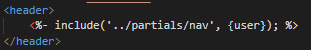 <header>
<%- include('../partials/nav', {user}); %>
</header>